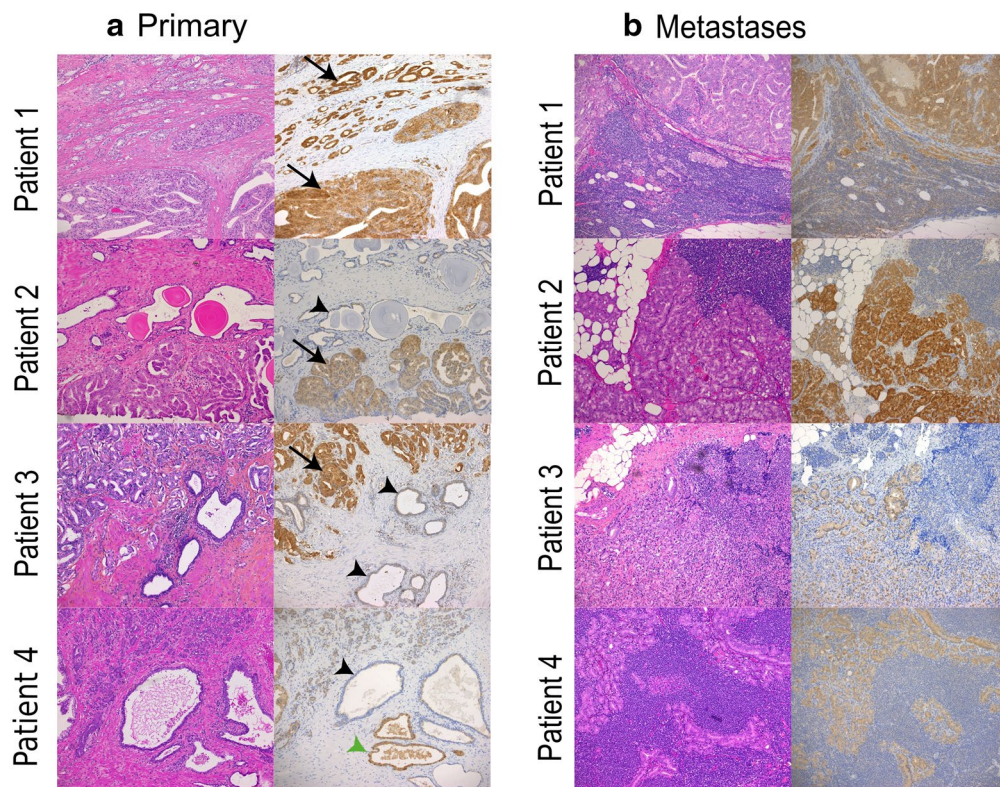 a Primary
b Metastases
Patient 1
Patient 1
Patient 2
Patient 2
Patient 3
Patient 3
Patient 4
Patient 4